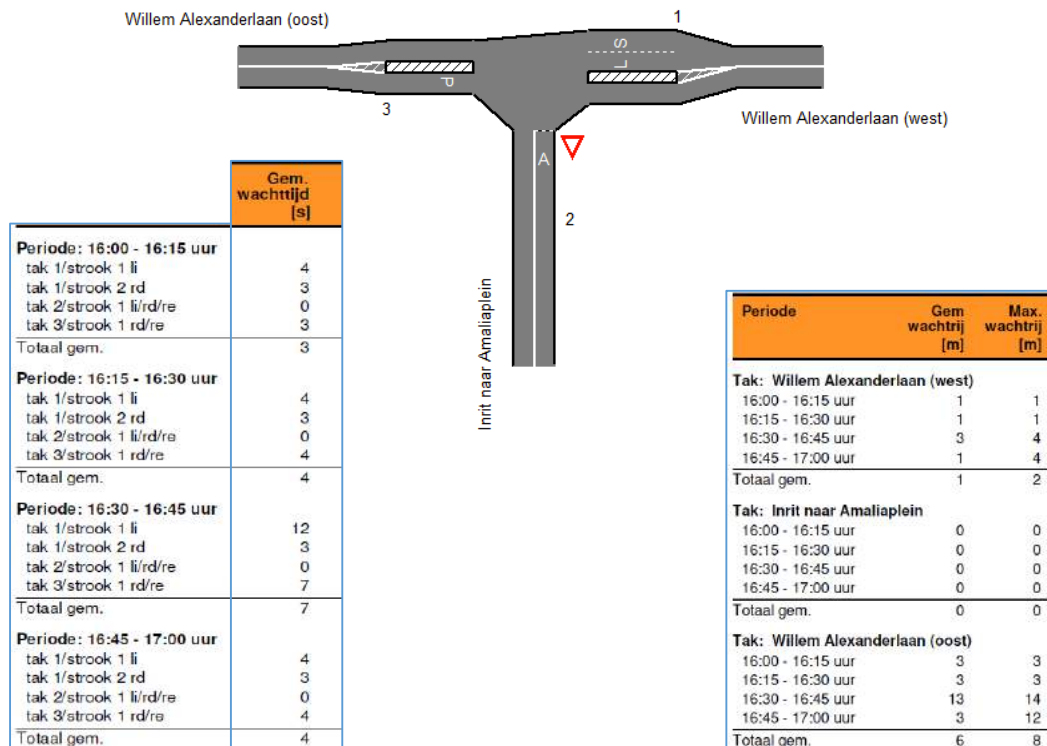 Willem Alexanderlaan (oost)
1
S
L
P
3
Willem Alexanderlaan (west)
A
2
Inrit naar Amaliaplein
Gem. wachttijd [s]
Periode: 16:00 - 16:15 uur
tak 1/strook 1 li 4
tak 1/strook 2 rd 3
tak 2/strook 1 li/rd/re 0
tak 3/strook 1 rd/re 3
Totaal gem. 3
Periode: 16:15 - 16:30 uur
tak 1/strook 1 li 4
tak 1/strook 2 rd 3
tak 2/strook 1 li/rd/re 0
tak 3/strook 1 rd/re 4
Totaal gem. 4
Periode: 16:30 - 16:45 uur
tak 1/strook 1 li 12
tak 1/strook 2 rd 3
tak 2/strook 1 li/rd/re 0
tak 3/strook 1 rd/re 7
Totaal gem. 7
Periode: 16:45 - 17:00 uur
tak 1/strook 1 li 4
tak 1/strook 2 rd 3
tak 2/strook 1 li/rd/re 0
tak 3/strook 1 rd/re 4
Totaal gem. 4
Periode Gem wachtrij [m] Max. wachtrij [m]
Tak: Willem Alexanderlaan (west)
16:00 - 16:15 uur 1 1
16:15 - 16:30 uur 1 1
16:30 - 16:45 uur 3 4
16:45 - 17:00 uur 1 4
Totaal gem. 1 2
Tak: Inrit naar Amaliaplein
16:00 - 16:15 uur 0 0
16:15 - 16:30 uur 0 0
16:30 - 16:45 uur 0 0
16:45 - 17:00 uur 0 0
Totaal gem. 0 0
Tak: Willem Alexanderlaan (oost)
16:00 - 16:15 uur 3 3
16:15 - 16:30 uur 3 3
16:30 - 16:45 uur 13 14
16:45 - 17:00 uur 3 12
Totaal gem. 6 8